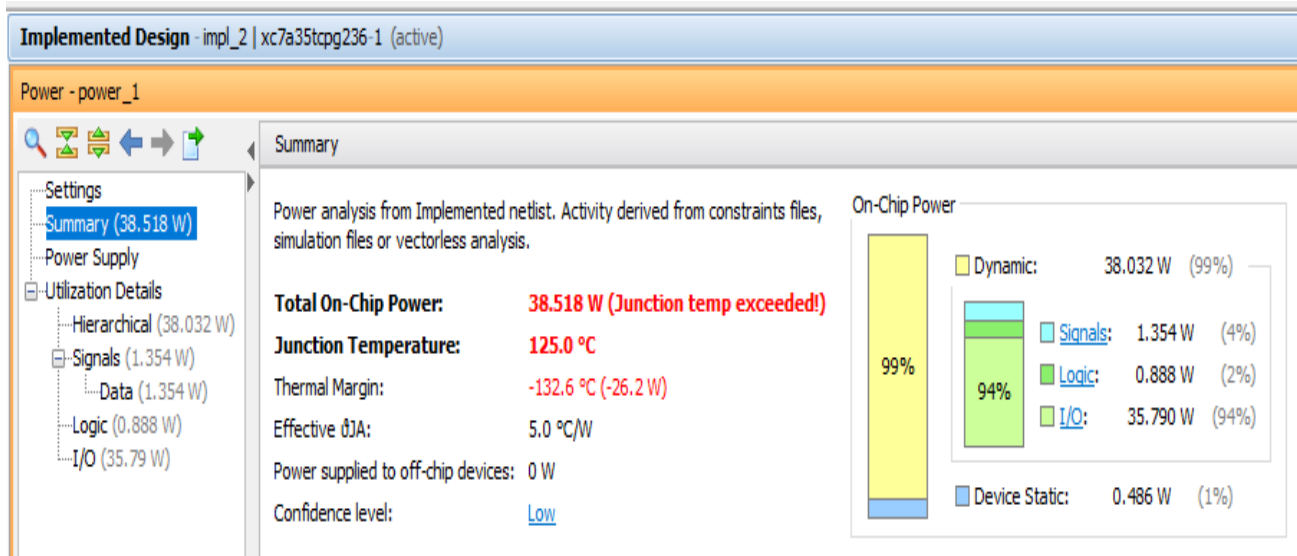 Implemented Design - impl_2 | xc7a35tcpg236-1 (active)
Power - power_1
Settings
Summary (38.518 W)
Power Supply
Utilization Details
Hierarchical (38.032 W)
Signals (1.354 W)
Data (1.354 W)
Logic (0.888 W)
I/O (35.79 W)
Summary
Power analysis from Implemented netlist. Activity derived from constraints files,
simulation files or vectorless analysis.
Total On-Chip Power: 38.518 W (Junction temp exceeded!)
Junction Temperature: 125.0 °C
Thermal Margin: -132.6 °C (-26.2 W)
Effective ϑJA: 5.0 °C/W
Power supplied to off-chip devices: 0 W
Confidence level: Low
On-Chip Power
Dynamic: 38.032 W (99%)
Signals: 1.354 W (4%)
Logic: 0.888 W (2%)
I/O: 35.790 W (94%)
99%
94%
Device Static: 0.486 W (1%)